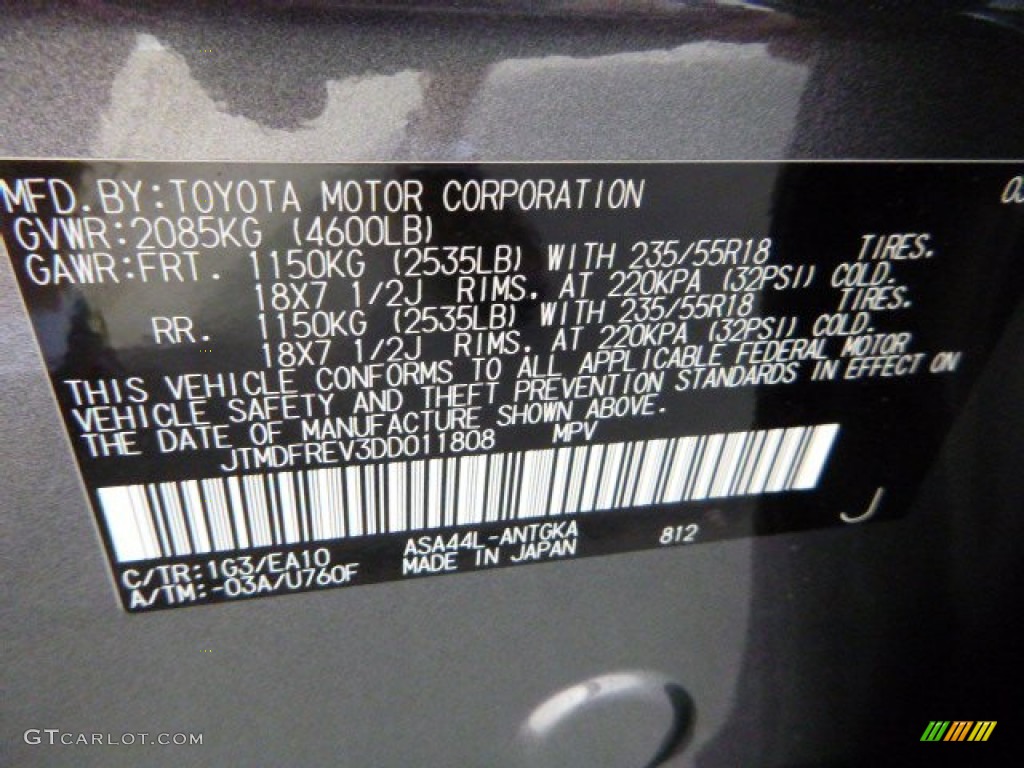 MFD. BY: TOYOTA MOTOR CORPORATION
GVWR: 2085KG (4600LB)
GAWR: FRT. 1150KG (2535LB) WITH 235/55R18 TIRES.
18X7 1/2J RIMS. AT 220KPA (32PSI) COLD.
RR. 1150KG (2535LB) WITH 235/55R18 TIRES.
18X7 1/2J RIMS. AT 220KPA (32PSI) COLD.
THIS VEHICLE CONFORMS TO ALL APPLICABLE FEDERAL MOTOR
VEHICLE SAFETY AND THEFT PREVENTION STANDARDS IN EFFECT ON
THE DATE OF MANUFACTURE SHOWN ABOVE.
JTMDFREV3DD011808 MPV
J
C/TR: 1G3/EA10 ASA44L-ANTGKA 812
A/TM: -03A/U760F MADE IN JAPAN
GTCARLOT.COM